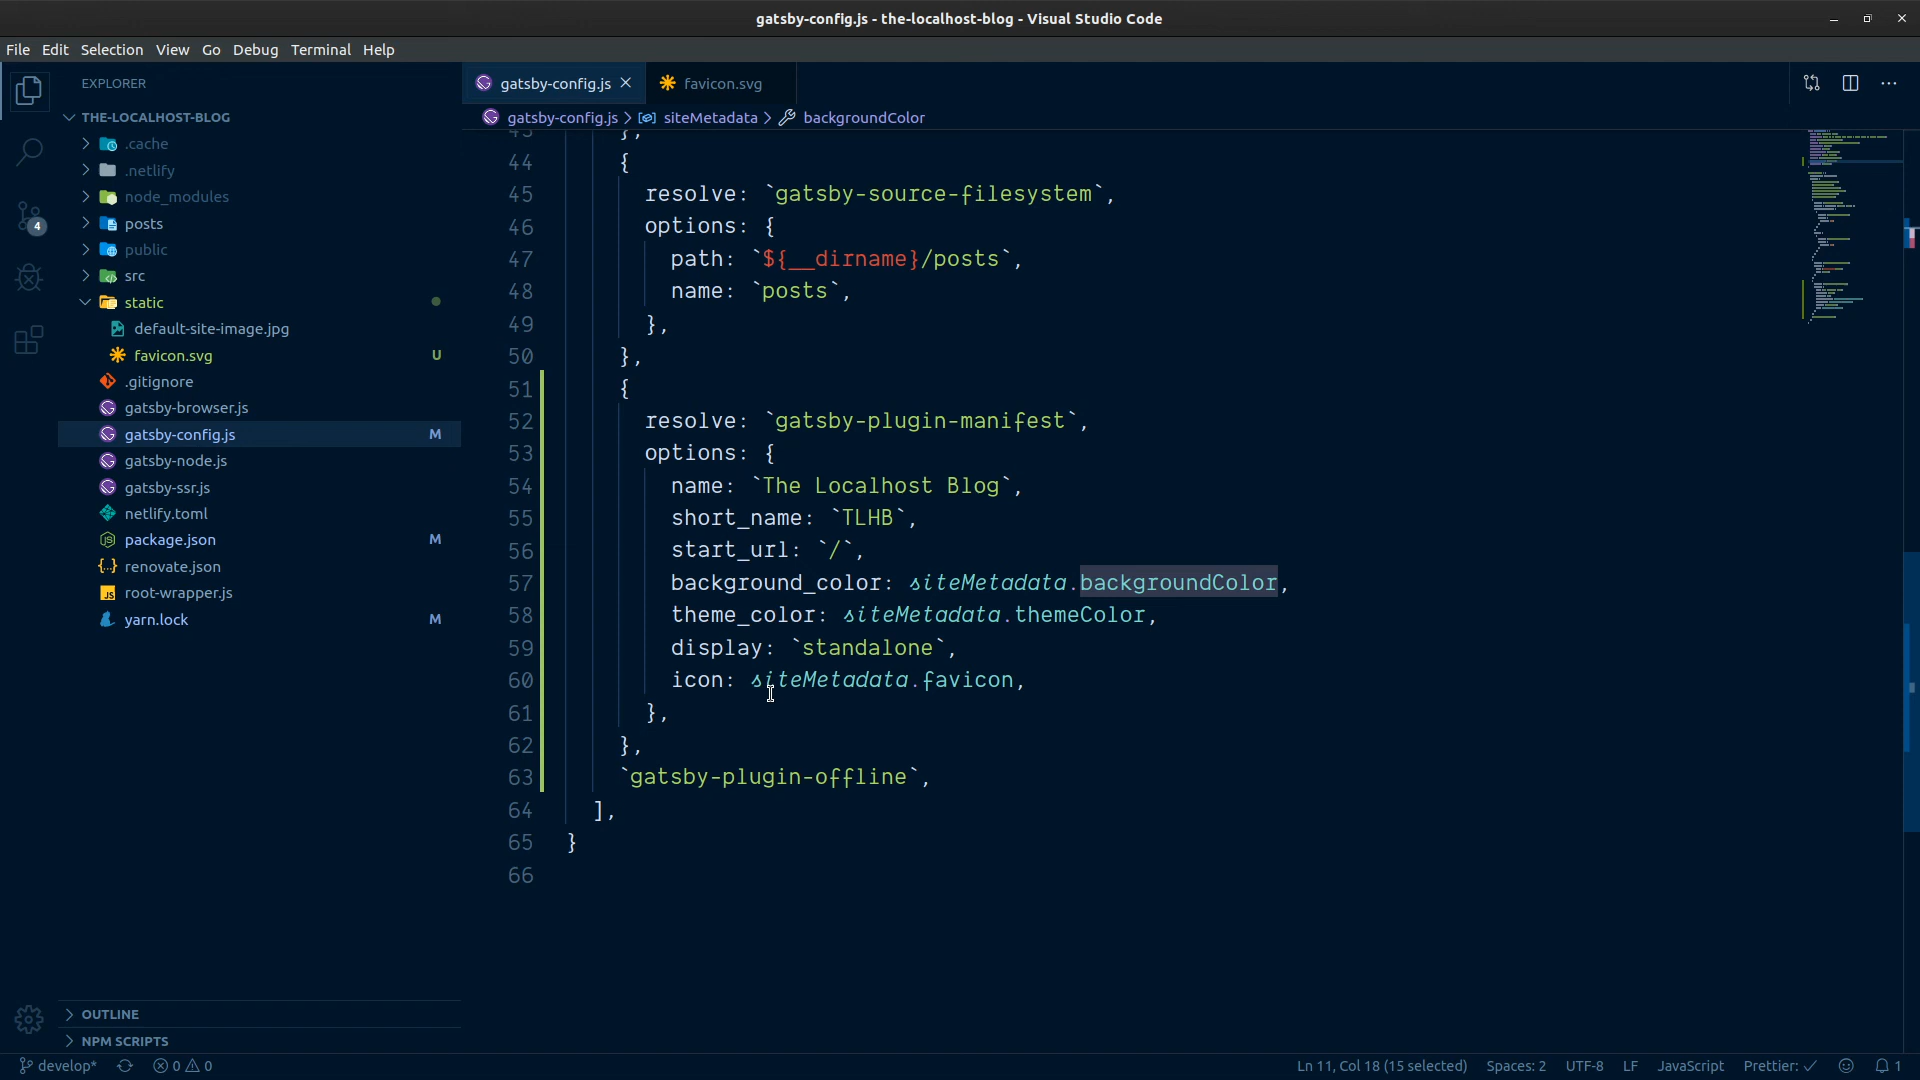 gatsby-config.js - the-localhost-blog - Visual Studio Code
File Edit Selection View Go Debug Terminal Help
EXPLORER
THE-LOCALHOST-BLOG
.cache
.netlify
node_modules
posts
public
src
static
default-site-image.jpg
favicon.svg U
.gitignore
gatsby-browser.js
gatsby-config.js M
gatsby-node.js
gatsby-ssr.js
netlify.toml
package.json M
renovate.json
root-wrapper.js
yarn.lock M
OUTLINE
NPM SCRIPTS
4
gatsby-config.js favicon.svg
gatsby-config.js > siteMetadata > backgroundColor
43 },
44 {
45 resolve: `gatsby-source-filesystem`,
46 options: {
47 path: `${__dirname}/posts`,
48 name: `posts`,
49 },
50 },
51 {
52 resolve: `gatsby-plugin-manifest`,
53 options: {
54 name: `The Localhost Blog`,
55 short_name: `TLHB`,
56 start_url: `/`,
57 background_color: siteMetadata.backgroundColor,
58 theme_color: siteMetadata.themeColor,
59 display: `standalone`,
60 icon: siteMetadata.favicon,
61 },
62 },
63 `gatsby-plugin-offline`,
64 ],
65 }
66
develop* 0 0 Ln 11, Col 18 (15 selected) Spaces: 2 UTF-8 LF JavaScript Prettier: ✓ 1